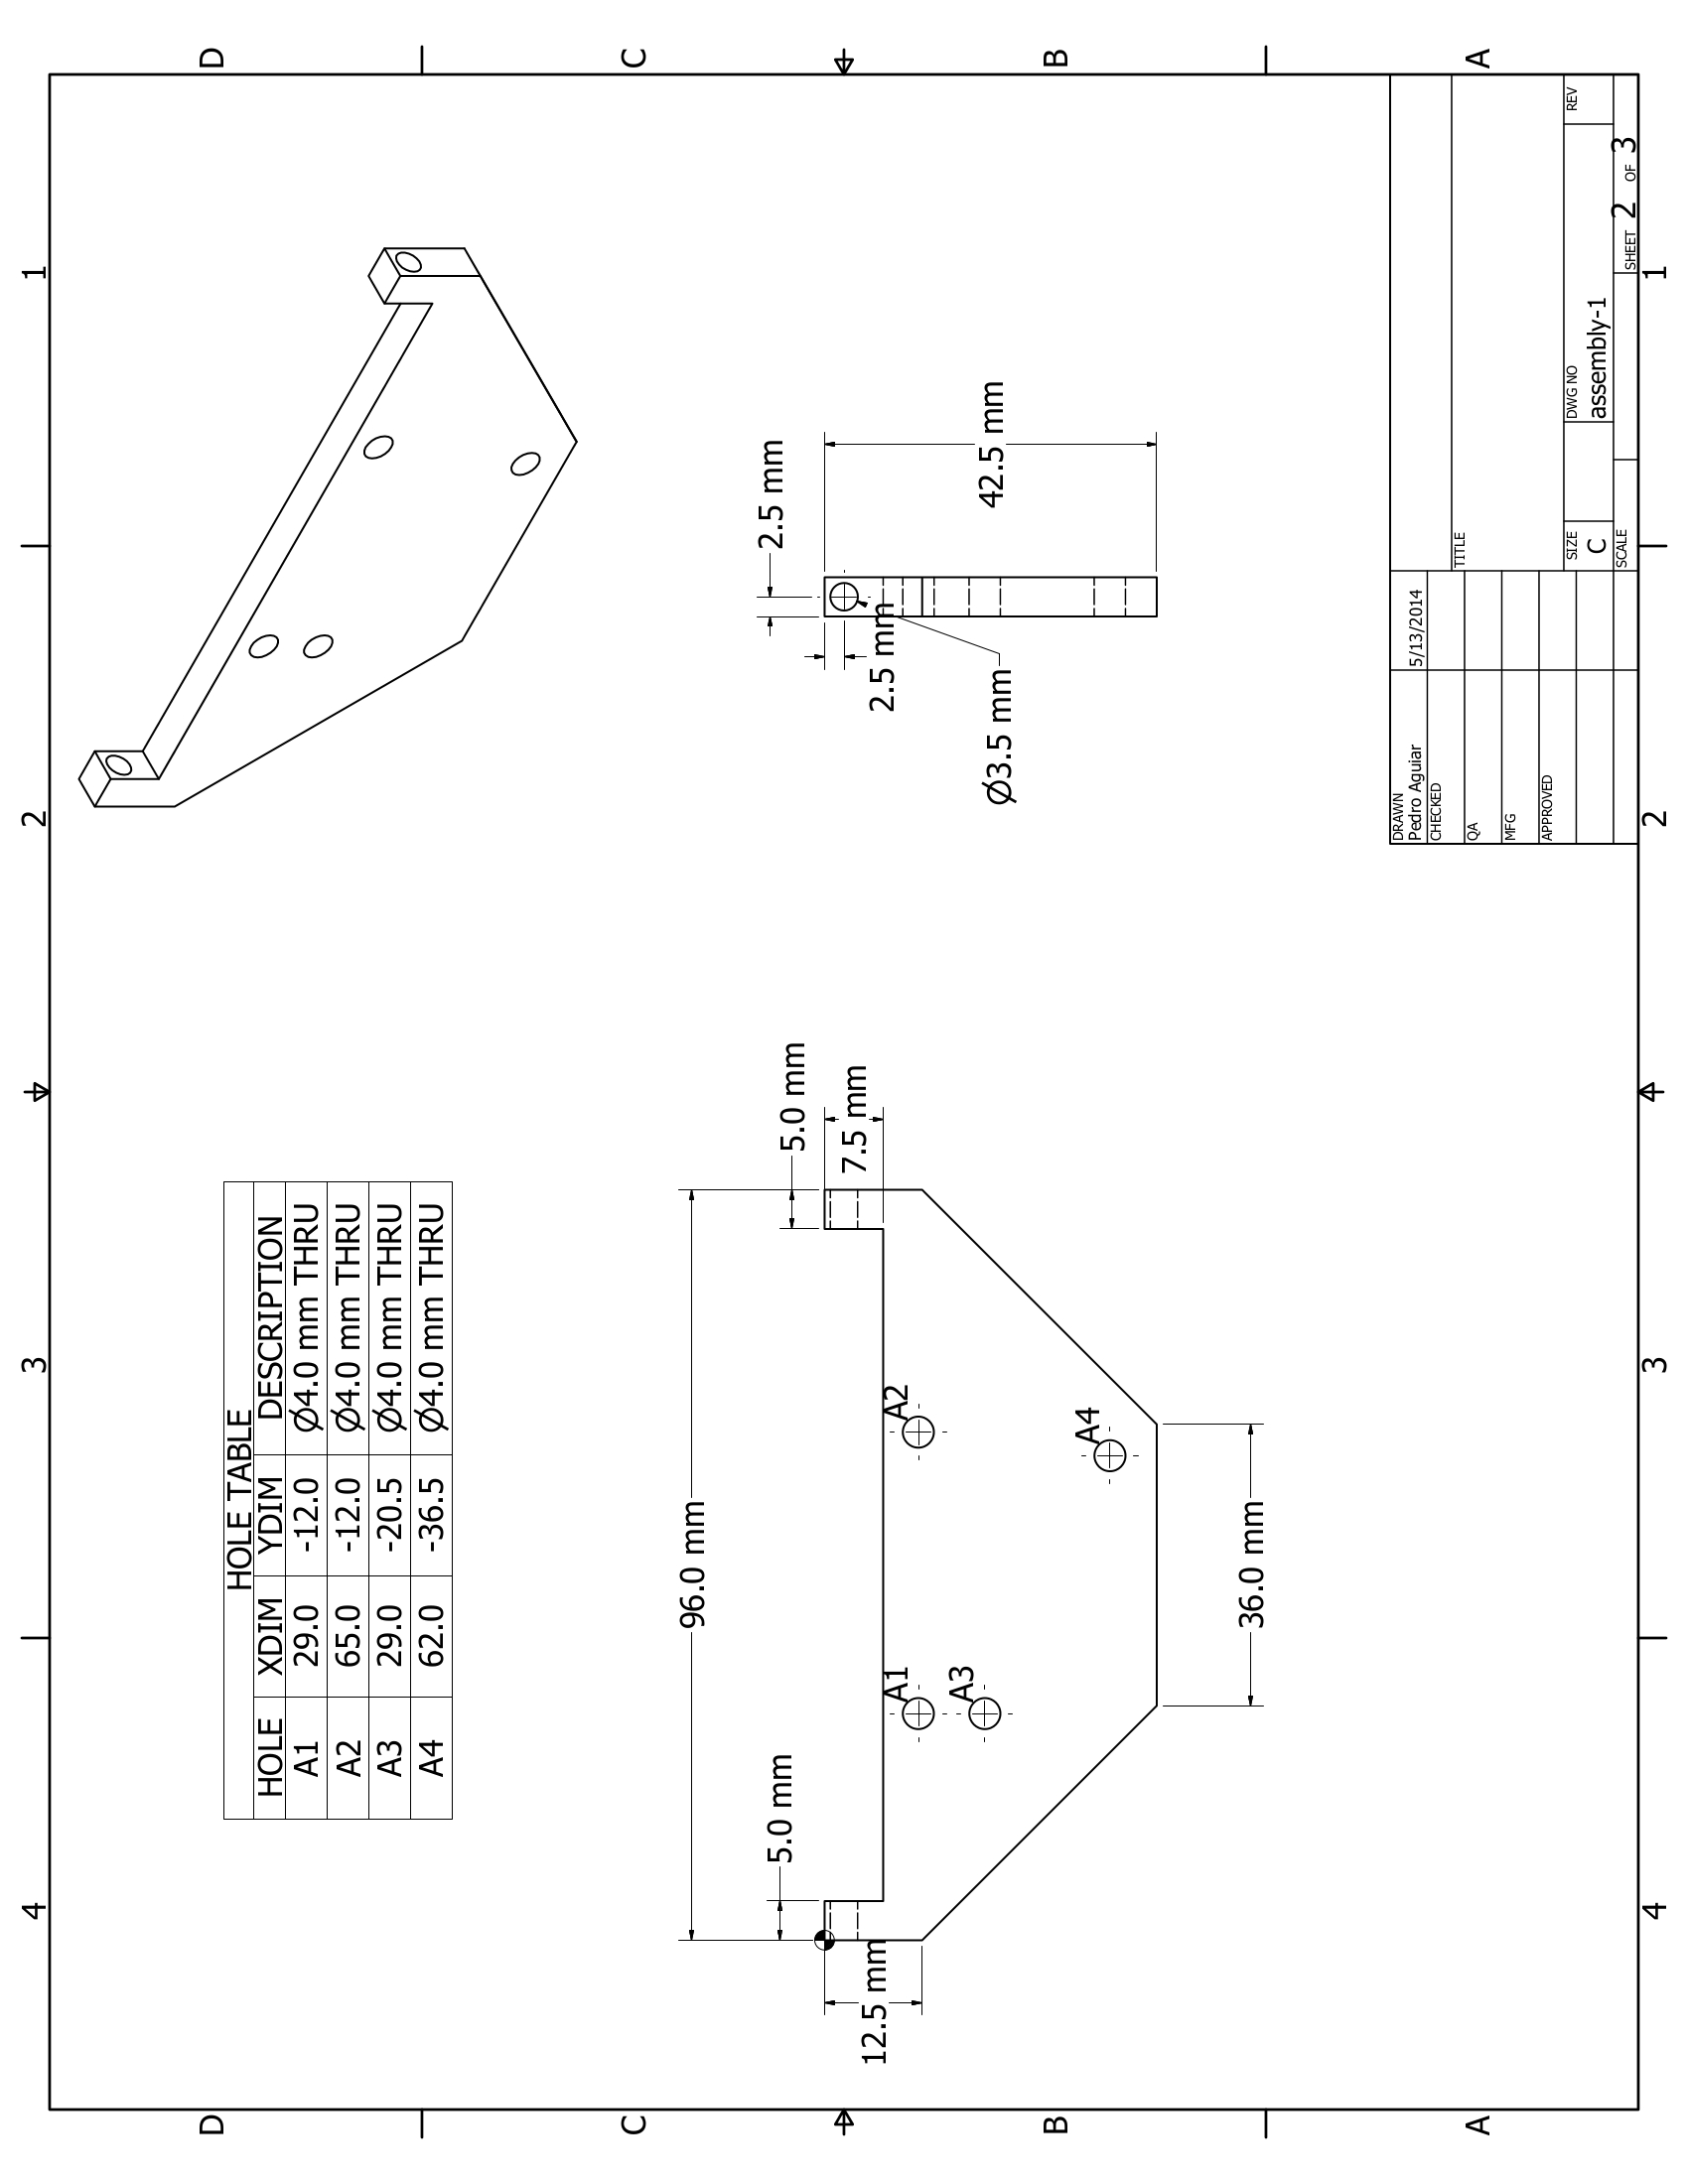 D
C
B
A
1
2
3
4
HOLE TABLE
HOLE XDIM YDIM DESCRIPTION
A1 29.0 -12.0 Ø4.0 mm THRU
A2 65.0 -12.0 Ø4.0 mm THRU
A3 29.0 -20.5 Ø4.0 mm THRU
A4 62.0 -36.5 Ø4.0 mm THRU
96.0 mm
5.0 mm
5.0 mm
7.5 mm
12.5 mm
A1
A2
A3
A4
36.0 mm
2.5 mm
2.5 mm
Ø3.5 mm
42.5 mm
DRAWN
Pedro Aguiar
5/13/2014
CHECKED
QA
MFG
APPROVED
TITLE
SIZE
C
DWG NO
assembly-1
REV
SCALE
SHEET 2 OF 3
D
C
B
A
1
2
3
4